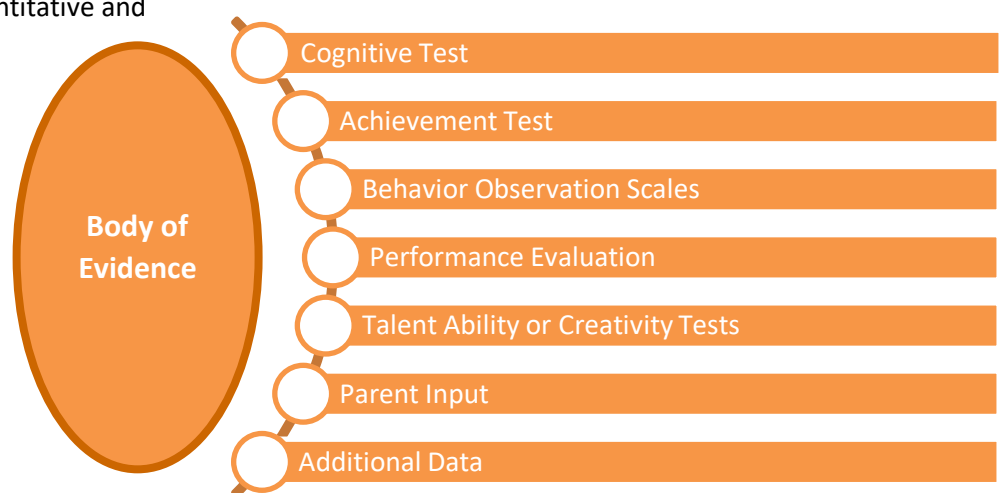 and
Cognitive Test
Achievement Test
Behavior Observation Scales
Body of
Evidence
Performance Evaluation
Talent Ability or Creativity Tests
Parent Input
Additional Data